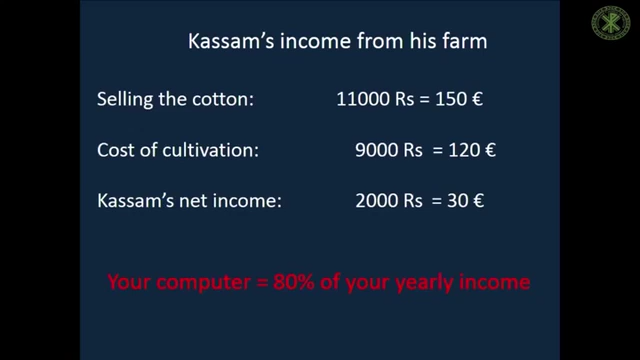 Kassam's income from his farm
Selling the cotton: 11000 Rs = 150 €
Cost of cultivation: 9000 Rs = 120 €
Kassam's net income: 2000 Rs = 30 €
Your computer = 80% of your yearly income